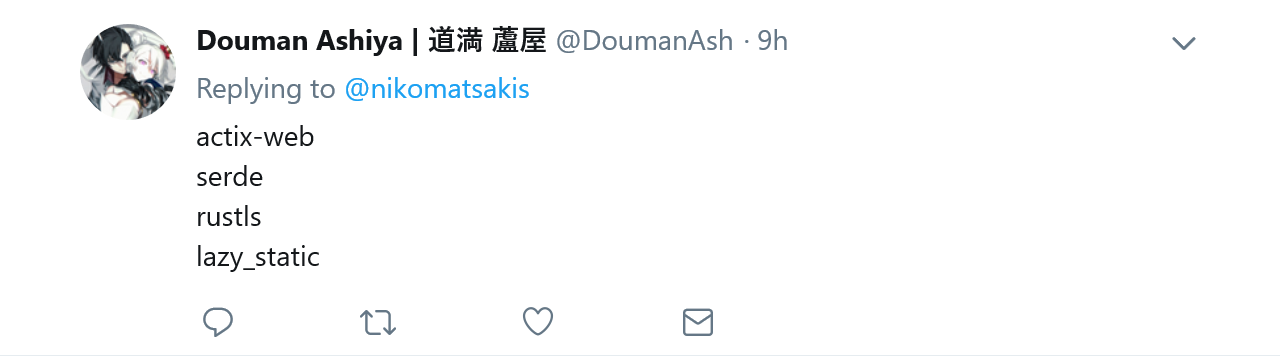 Douman Ashiya | 道満 蘆屋 @DoumanAsh · 9h
Replying to @nikomatsakis
actix-web
serde
rustls
lazy_static